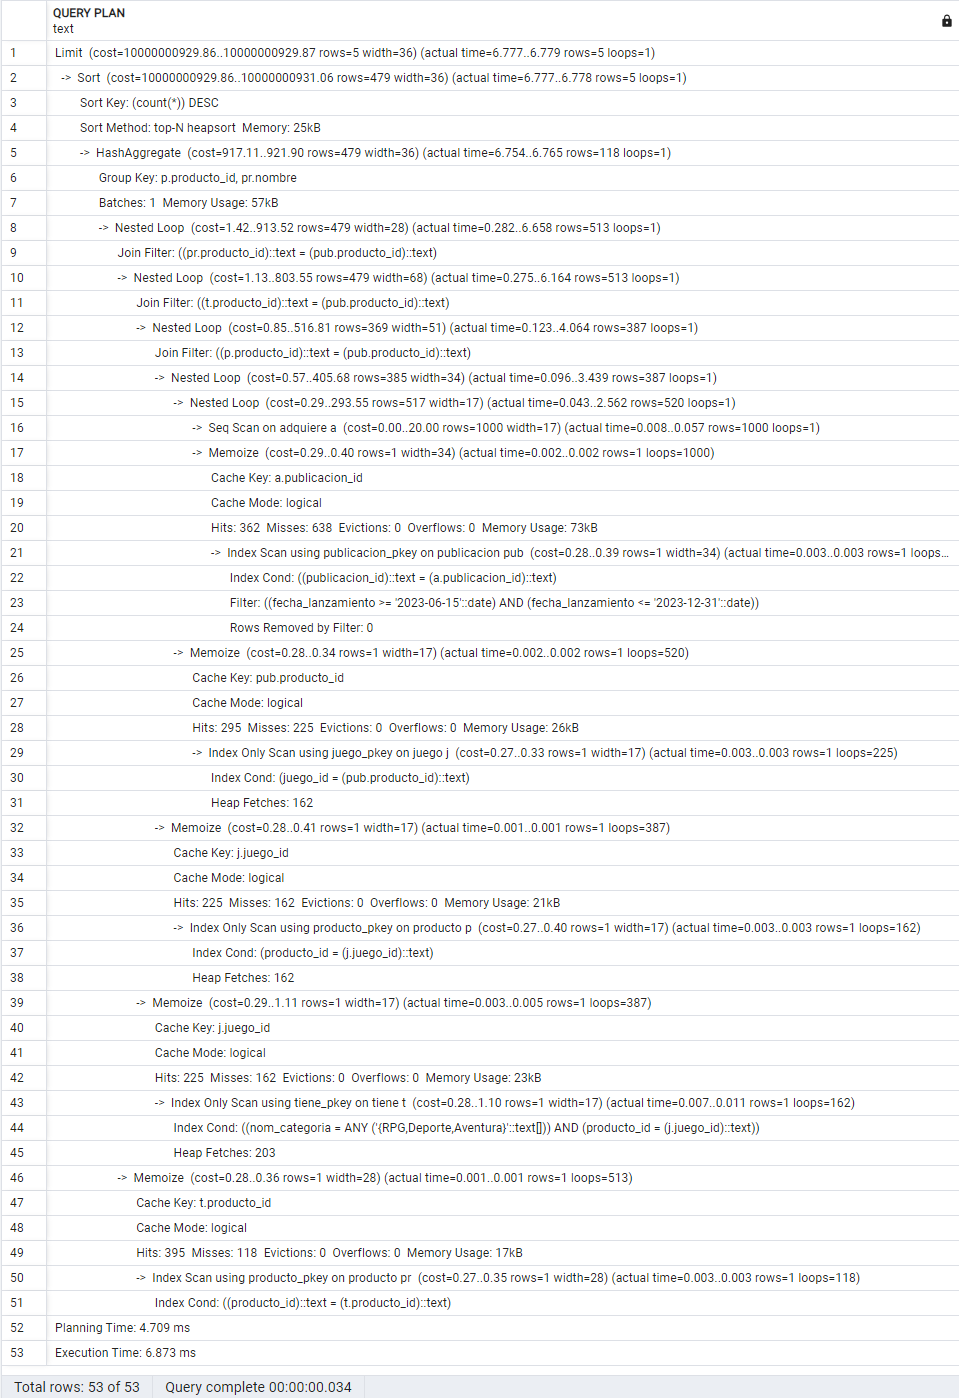 QUERY PLAN
text
1 Limit (cost=10000000929.86..10000000929.87 rows=5 width=36) (actual time=6.777..6.779 rows=5 loops=1)
2 -> Sort (cost=10000000929.86..10000000931.06 rows=479 width=36) (actual time=6.777..6.778 rows=5 loops=1)
3 Sort Key: (count(*)) DESC
4 Sort Method: top-N heapsort Memory: 25kB
5 -> HashAggregate (cost=917.11..921.90 rows=479 width=36) (actual time=6.754..6.765 rows=118 loops=1)
6 Group Key: p.producto_id, pr.nombre
7 Batches: 1 Memory Usage: 57kB
8 -> Nested Loop (cost=1.42..913.52 rows=479 width=28) (actual time=0.282..6.658 rows=513 loops=1)
9 Join Filter: ((pr.producto_id)::text = (pub.producto_id)::text)
10 -> Nested Loop (cost=1.13..803.55 rows=479 width=68) (actual time=0.275..6.164 rows=513 loops=1)
11 Join Filter: ((t.producto_id)::text = (pub.producto_id)::text)
12 -> Nested Loop (cost=0.85..516.81 rows=369 width=51) (actual time=0.123..4.064 rows=387 loops=1)
13 Join Filter: ((p.producto_id)::text = (pub.producto_id)::text)
14 -> Nested Loop (cost=0.57..405.68 rows=385 width=34) (actual time=0.096..3.439 rows=387 loops=1)
15 -> Nested Loop (cost=0.29..293.55 rows=517 width=17) (actual time=0.043..2.562 rows=520 loops=1)
16 -> Seq Scan on adquiere a (cost=0.00..20.00 rows=1000 width=17) (actual time=0.008..0.057 rows=1000 loops=1)
17 -> Memoize (cost=0.29..0.40 rows=1 width=34) (actual time=0.002..0.002 rows=1 loops=1000)
18 Cache Key: a.publicacion_id
19 Cache Mode: logical
20 Hits: 362 Misses: 638 Evictions: 0 Overflows: 0 Memory Usage: 73kB
21 -> Index Scan using publicacion_pkey on publicacion pub (cost=0.28..0.39 rows=1 width=34) (actual time=0.003..0.003 rows=1 loops...
22 Index Cond: ((publicacion_id)::text = (a.publicacion_id)::text)
23 Filter: ((fecha_lanzamiento >= '2023-06-15'::date) AND (fecha_lanzamiento <= '2023-12-31'::date))
24 Rows Removed by Filter: 0
25 -> Memoize (cost=0.28..0.34 rows=1 width=17) (actual time=0.002..0.002 rows=1 loops=520)
26 Cache Key: pub.producto_id
27 Cache Mode: logical
28 Hits: 295 Misses: 225 Evictions: 0 Overflows: 0 Memory Usage: 26kB
29 -> Index Only Scan using juego_pkey on juego j (cost=0.27..0.33 rows=1 width=17) (actual time=0.003..0.003 rows=1 loops=225)
30 Index Cond: (juego_id = (pub.producto_id)::text)
31 Heap Fetches: 162
32 -> Memoize (cost=0.28..0.41 rows=1 width=17) (actual time=0.001..0.001 rows=1 loops=387)
33 Cache Key: j.juego_id
34 Cache Mode: logical
35 Hits: 225 Misses: 162 Evictions: 0 Overflows: 0 Memory Usage: 21kB
36 -> Index Only Scan using producto_pkey on producto p (cost=0.27..0.40 rows=1 width=17) (actual time=0.003..0.003 rows=1 loops=162)
37 Index Cond: (producto_id = (j.juego_id)::text)
38 Heap Fetches: 162
39 -> Memoize (cost=0.29..1.11 rows=1 width=17) (actual time=0.003..0.005 rows=1 loops=387)
40 Cache Key: j.juego_id
41 Cache Mode: logical
42 Hits: 225 Misses: 162 Evictions: 0 Overflows: 0 Memory Usage: 23kB
43 -> Index Only Scan using tiene_pkey on tiene t (cost=0.28..1.10 rows=1 width=17) (actual time=0.007..0.011 rows=1 loops=162)
44 Index Cond: ((nom_categoria = ANY ('{RPG,Deporte,Aventura}'::text[])) AND (producto_id = (j.juego_id)::text))
45 Heap Fetches: 203
46 -> Memoize (cost=0.28..0.36 rows=1 width=28) (actual time=0.001..0.001 rows=1 loops=513)
47 Cache Key: t.producto_id
48 Cache Mode: logical
49 Hits: 395 Misses: 118 Evictions: 0 Overflows: 0 Memory Usage: 17kB
50 -> Index Scan using producto_pkey on producto pr (cost=0.27..0.35 rows=1 width=28) (actual time=0.003..0.003 rows=1 loops=118)
51 Index Cond: ((producto_id)::text = (t.producto_id)::text)
52 Planning Time: 4.709 ms
53 Execution Time: 6.873 ms
Total rows: 53 of 53 Query complete 00:00:00.034